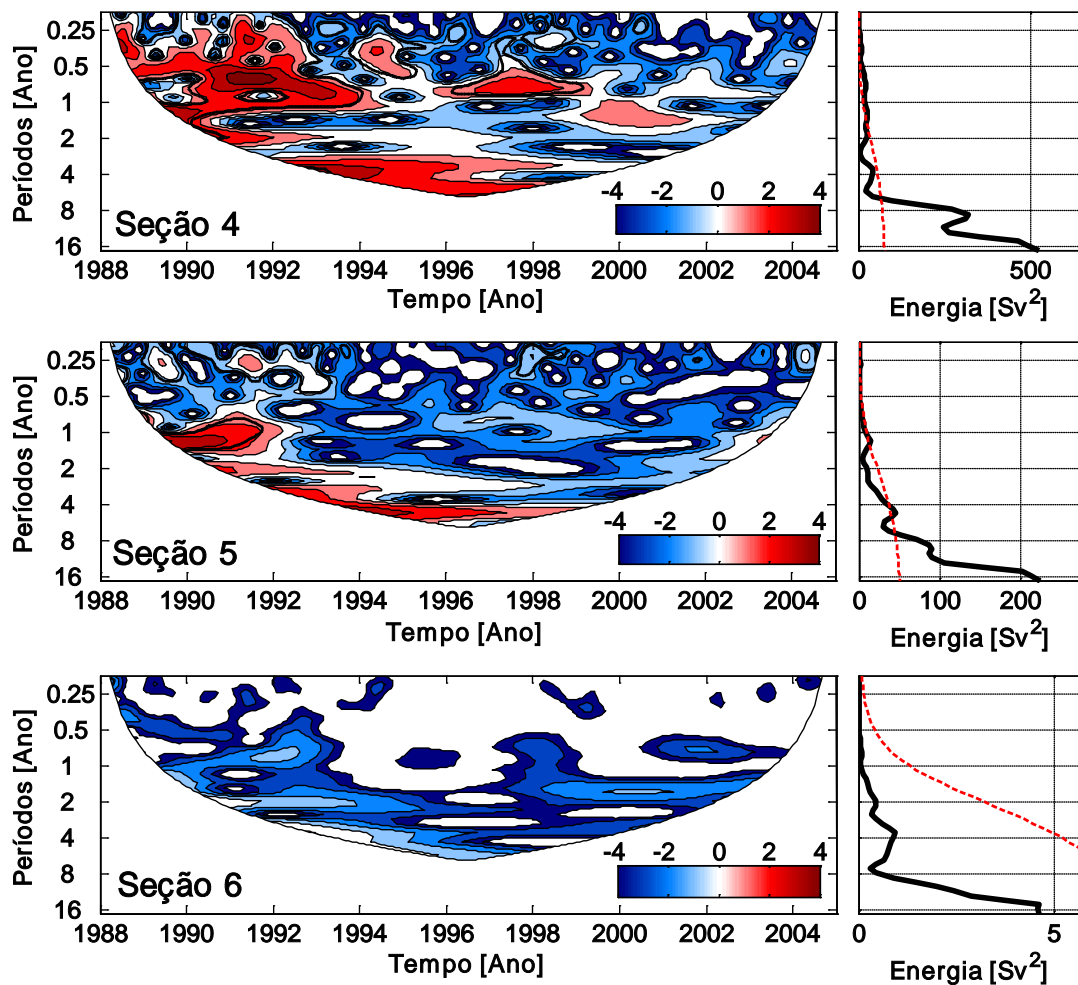 Períodos [Ano]
0.25
0.5
1
2
4
8
16
Seção 4
-4 -2 0 2 4
1988 1990 1992 1994 1996 1998 2000 2002 2004
Tempo [Ano]
0 500
Energia [Sv²]
Períodos [Ano]
0.25
0.5
1
2
4
8
16
Seção 5
-4 -2 0 2 4
1988 1990 1992 1994 1996 1998 2000 2002 2004
Tempo [Ano]
0 100 200
Energia [Sv²]
Períodos [Ano]
0.25
0.5
1
2
4
8
16
Seção 6
-4 -2 0 2 4
1988 1990 1992 1994 1996 1998 2000 2002 2004
Tempo [Ano]
0 5
Energia [Sv²]